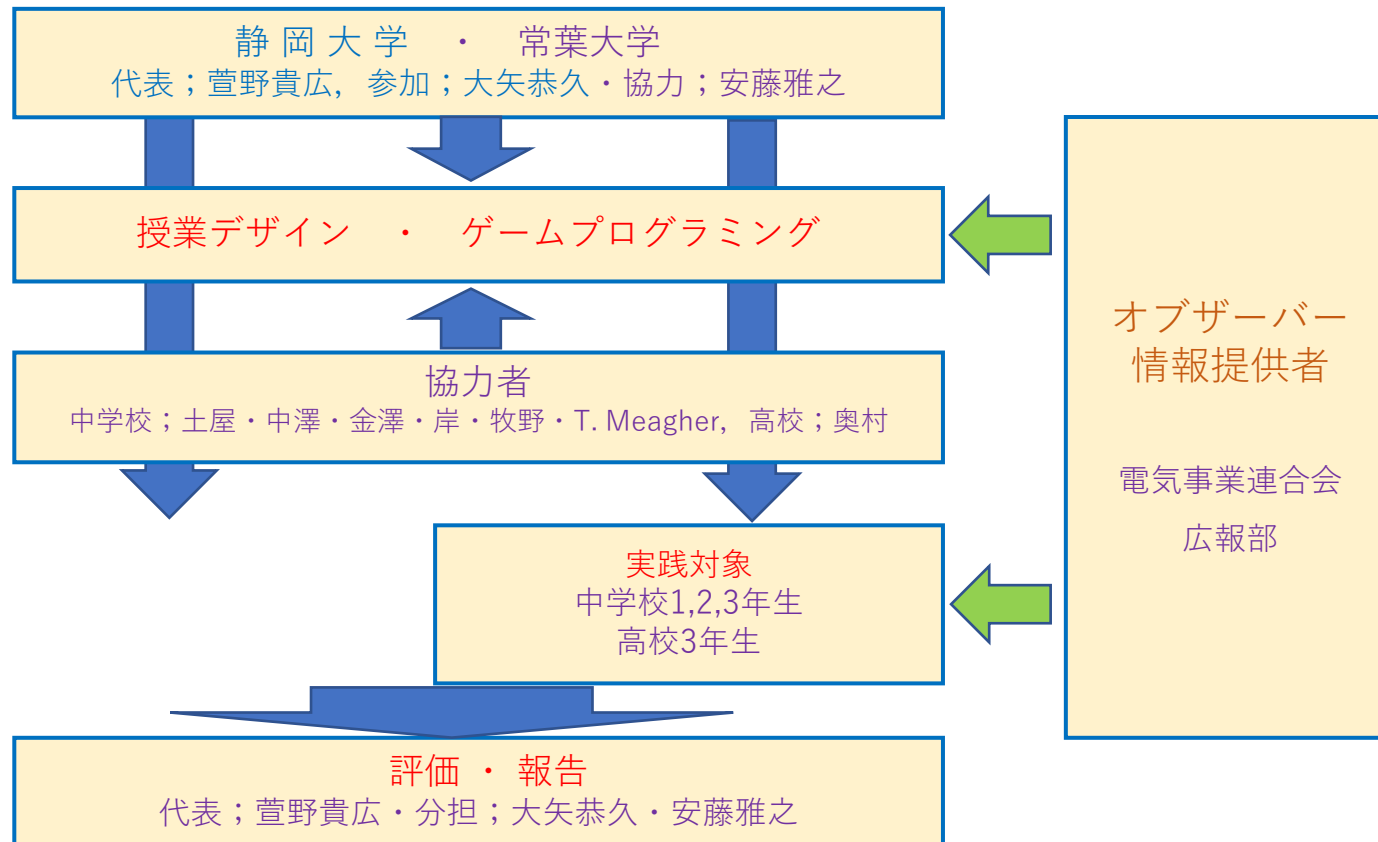 静 岡 大 学 ・ 常葉大学
代表；萱野貴広，参加；大矢恭久・協力；安藤雅之
授業デザイン ・ ゲームプログラミング
協力者
中学校；土屋・中澤・金澤・岸・牧野・T. Meagher，高校；奥村
オブザーバー
情報提供者
電気事業連合会
広報部
実践対象
中学校1,2,3年生
高校3年生
評価 ・ 報告
代表；萱野貴広・分担；大矢恭久・安藤雅之